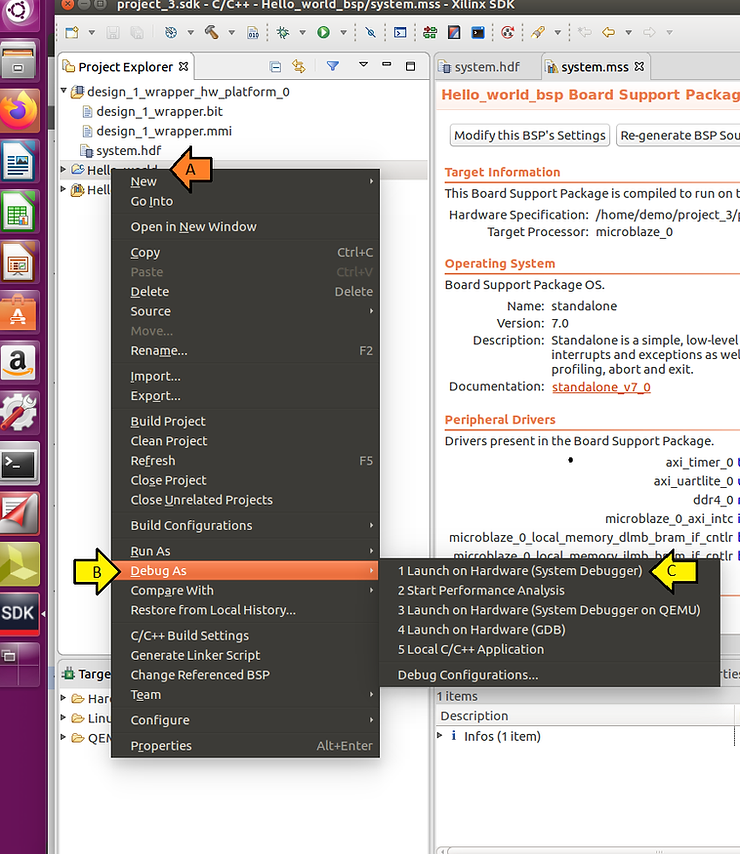 project_3.sdk - C/C++ - Hello_world_bsp/system.mss - Xilinx SDK
Project Explorer
design_1_wrapper_hw_platform_0
design_1_wrapper.bit
design_1_wrapper.mmi
system.hdf
A
New
Go Into
Open in New Window
Copy Ctrl+C
Paste Ctrl+V
Delete Delete
Source
Move...
Rename... F2
Import...
Export...
Build Project
Clean Project
Refresh F5
Close Project
Close Unrelated Projects
Build Configurations
Run As
B
Debug As
Compare With
Restore from Local History...
C/C++ Build Settings
Generate Linker Script
Change Referenced BSP
Team
Configure
Properties Alt+Enter
1 Launch on Hardware (System Debugger)
C
2 Start Performance Analysis
3 Launch on Hardware (System Debugger on QEMU)
4 Launch on Hardware (GDB)
5 Local C/C++ Application
Debug Configurations...
system.hdf
system.mss
Hello_world_bsp Board Support Packag
Modify this BSP's Settings
Re-generate BSP Sou
Target Information
This Board Support Package is compiled to run on t
Hardware Specification: /home/demo/project_3/p
Target Processor: microblaze_0
Operating System
Board Support Package OS.
Name: standalone
Version: 7.0
Description: Standalone is a simple, low-level
interrupts and exceptions as wel
profiling, abort and exit.
Documentation: standalone_v7_0
Peripheral Drivers
Drivers present in the Board Support Package.
axi_timer_0
axi_uartlite_0
ddr4_0
microblaze_0_axi_intc
microblaze_0_local_memory_dlmb_bram_if_cntlr
microblaze_0_local_memory_ilmb_bram_if_cntlr
SDK
Targe
Har
Linu
QEM
1 items
Description
Infos (1 item)